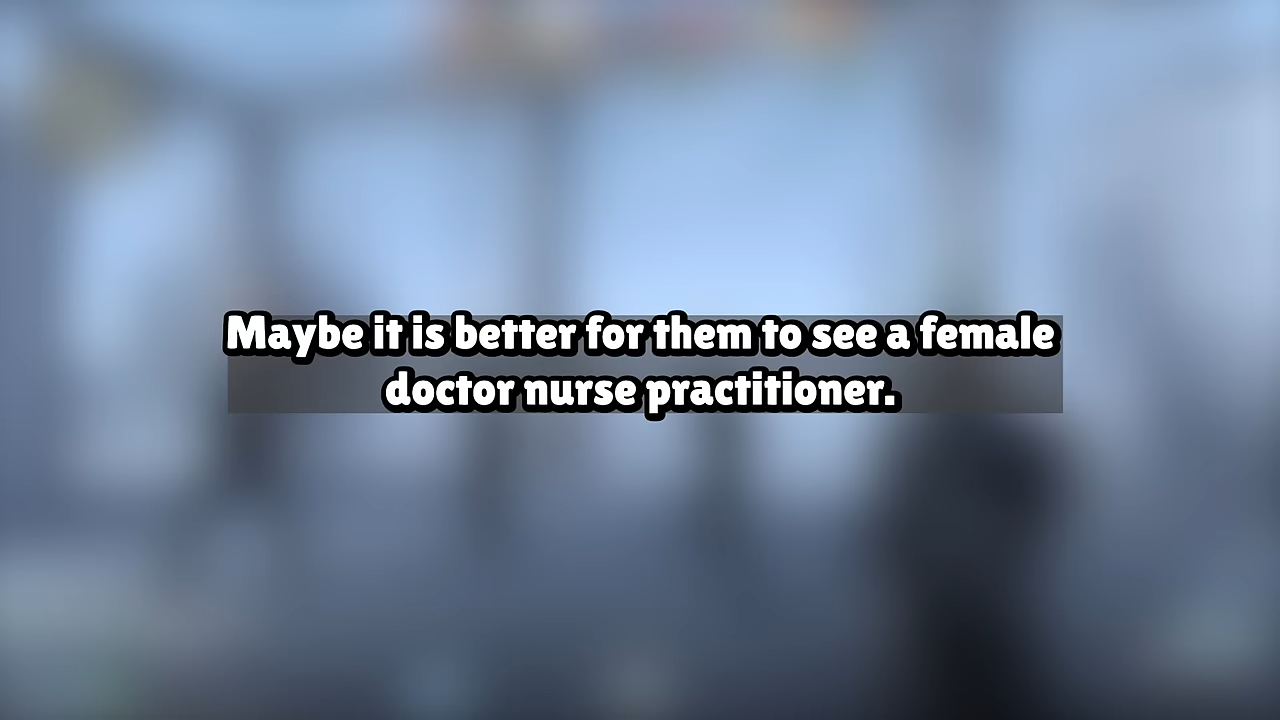 Maybe it is better for them to see a female
doctor nurse practitioner.